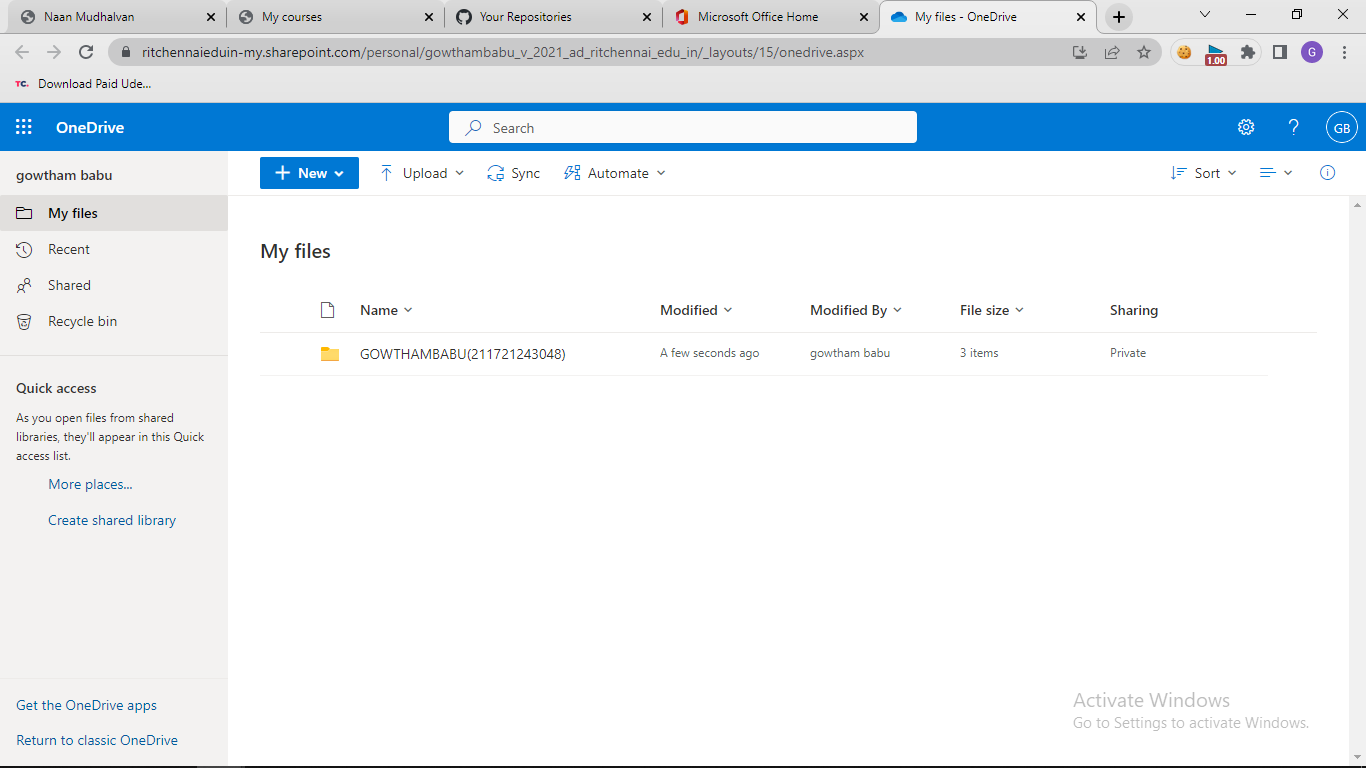 Naan Mudhalvan
My courses
Your Repositories
Microsoft Office Home
My files - OneDrive
ritchennaieduin-my.sharepoint.com/personal/gowthambabu_v_2021_ad_ritchennai_edu_in/_layouts/15/onedrive.aspx
1.00
G
TC. Download Paid Ude...
OneDrive
Search
?
GB
gowtham babu
New
Upload
Sync
Automate
Sort
My files
Recent
Shared
Recycle bin
Quick access
As you open files from shared
libraries, they'll appear in this Quick
access list.
More places...
Create shared library
Get the OneDrive apps
Return to classic OneDrive
My files
Name Modified Modified By File size Sharing
GOWTHAMBABU(211721243048) A few seconds ago gowtham babu 3 items Private
Activate Windows
Go to Settings to activate Windows.